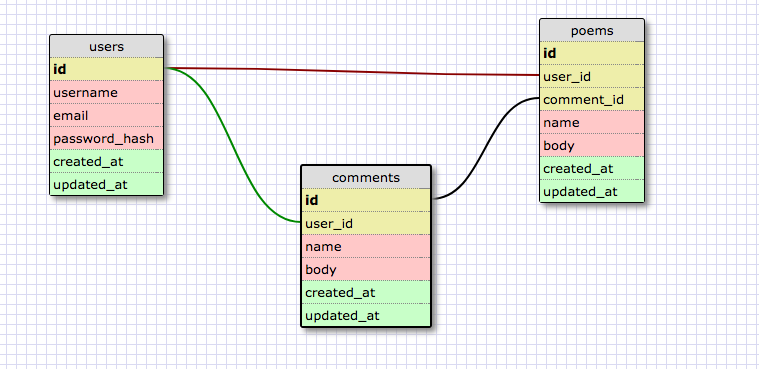 users
id
username
email
password_hash
created_at
updated_at
comments
id
user_id
name
body
created_at
updated_at
poems
id
user_id
comment_id
name
body
created_at
updated_at